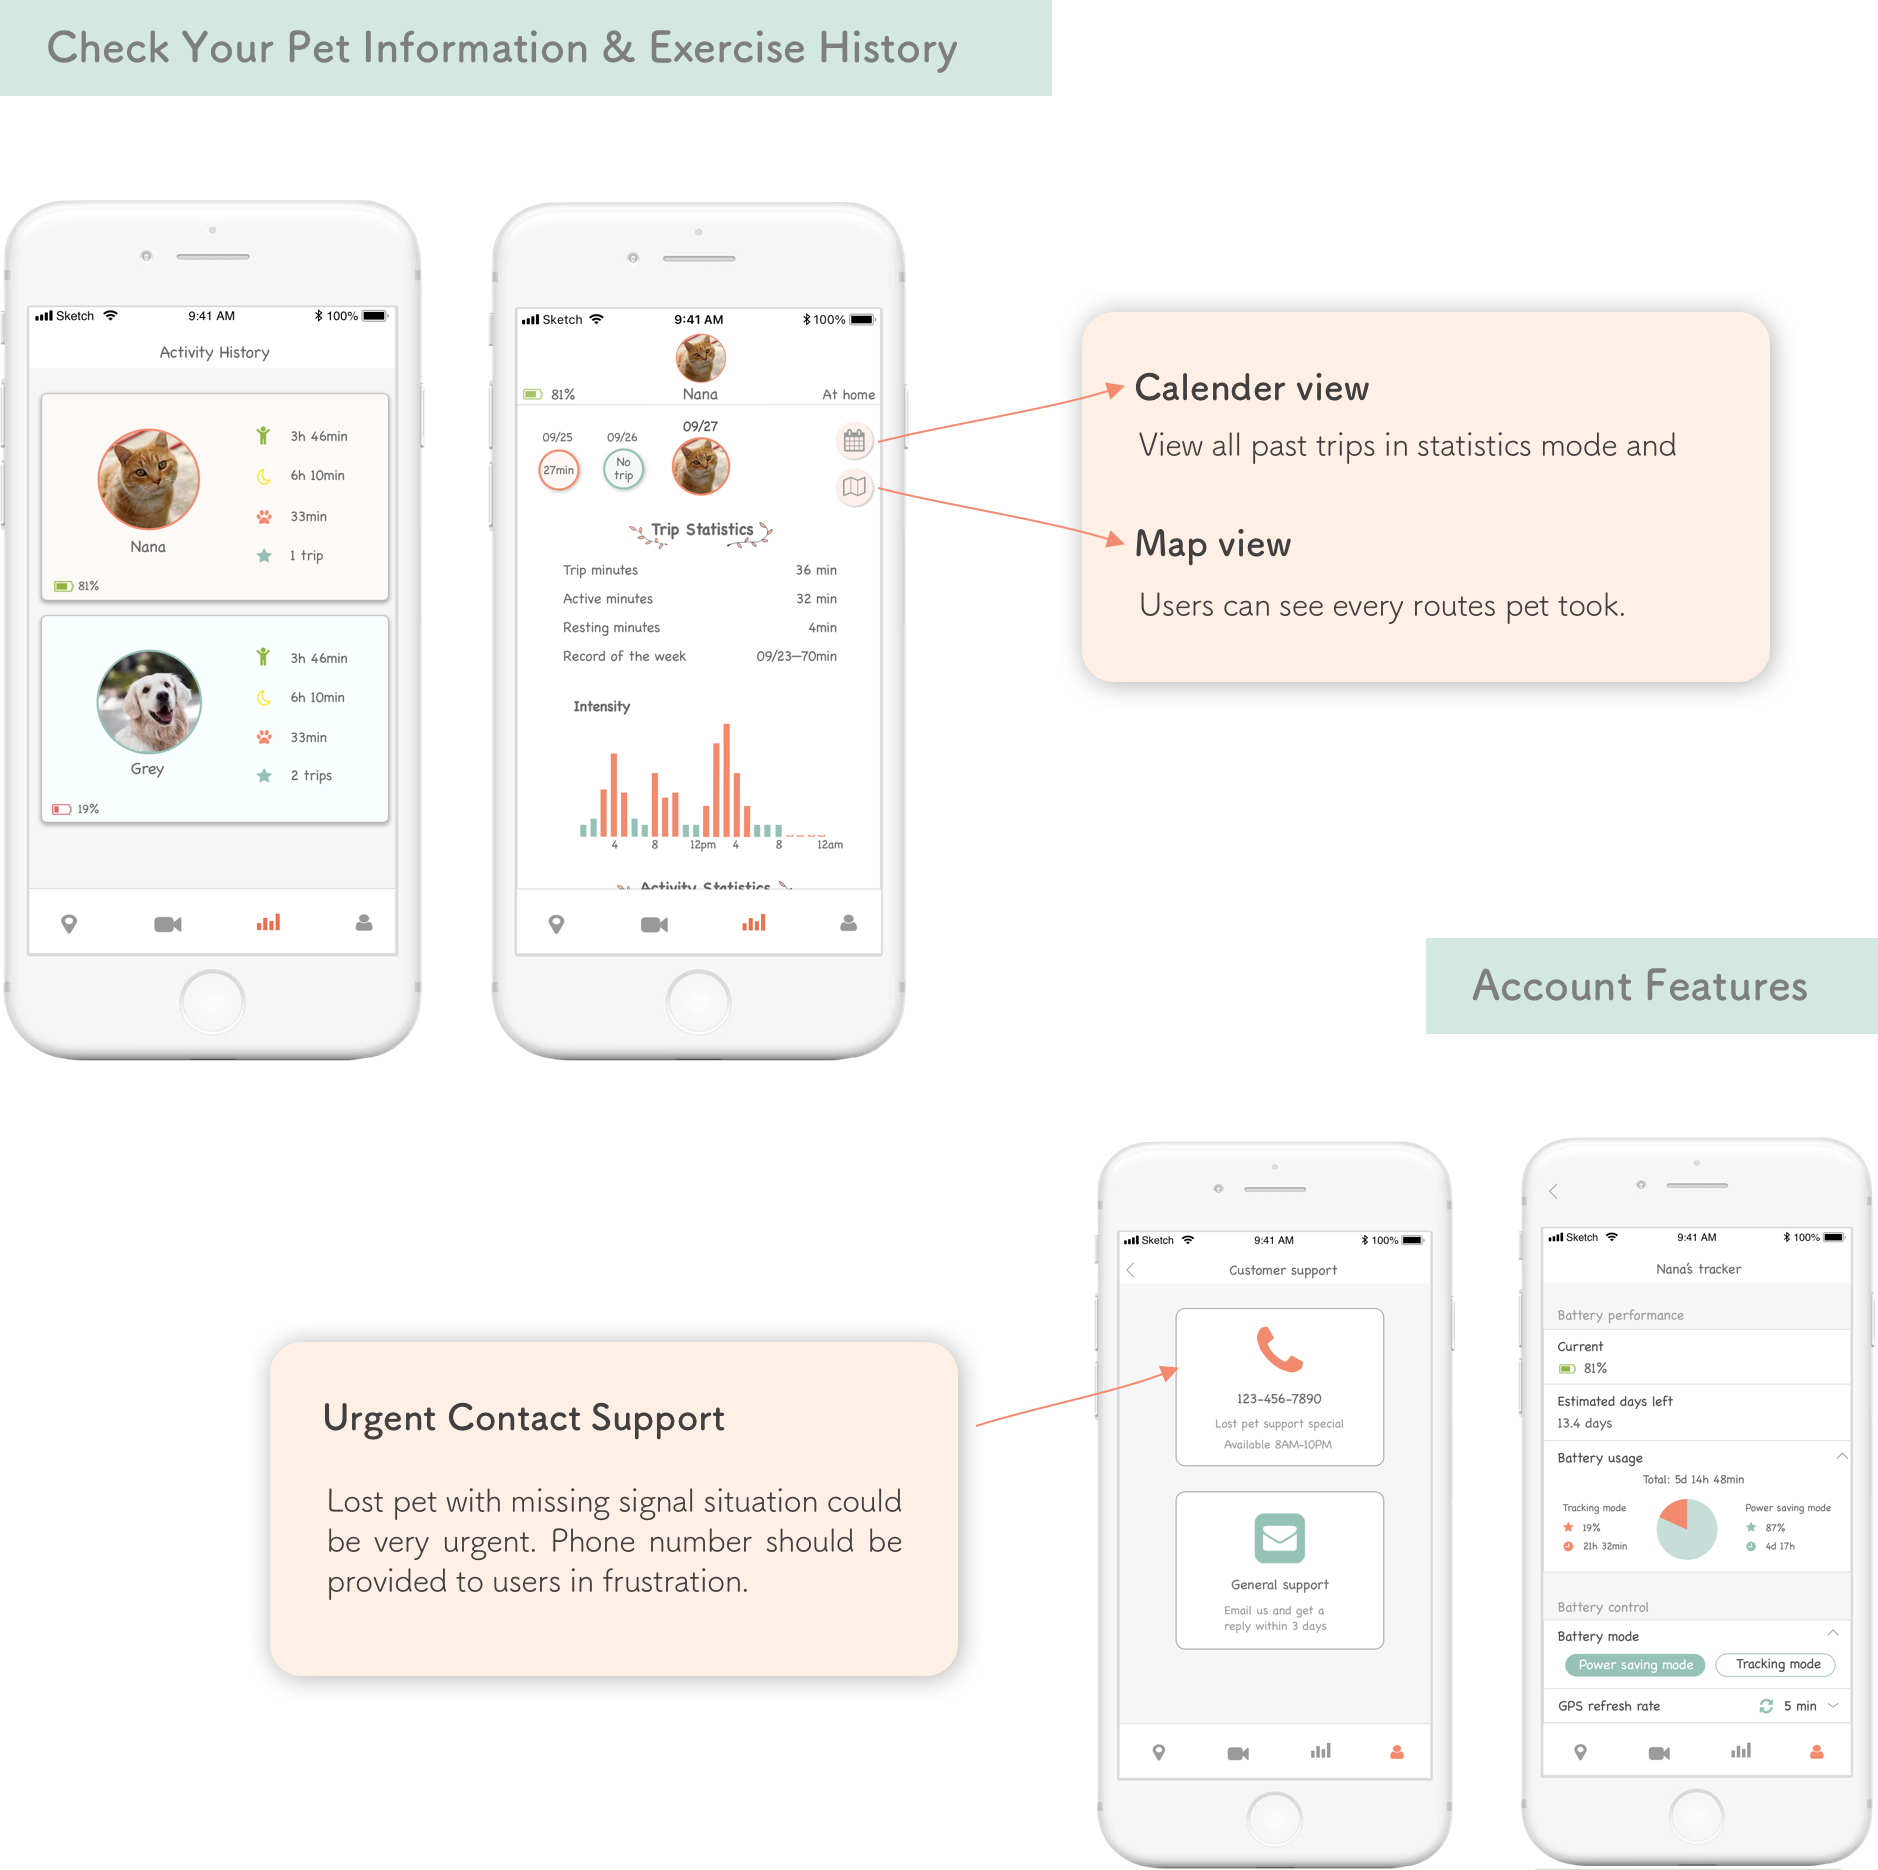 Check Your Pet Information & Exercise History
Sketch 9:41 AM 100%
Activity History
3h 46min
6h 10min
33min
Nana
1 trip
81%
3h 46min
6h 10min
33min
Grey
2 trips
19%
Sketch 9:41 AM 100%
81% Nana At home
09/25 09/26 09/27
27min No trip
Trip Statistics
Trip minutes 36 min
Active minutes 32 min
Resting minutes 4min
Record of the week 09/23—70min
Intensity
4 8 12pm 4 8 12am
Activity Statistics
Calender view
View all past trips in statistics mode and
Map view
Users can see every routes pet took.
Account Features
Urgent Contact Support
Lost pet with missing signal situation could
be very urgent. Phone number should be
provided to users in frustration.
Sketch 9:41 AM 100%
Customer support
123-456-7890
Lost pet support special
Available 8AM-10PM
General support
Email us and get a
reply within 3 days
Sketch 9:41 AM 100%
Nana's tracker
Battery performance
Current
81%
Estimated days left
13.4 days
Battery usage
Total: 5d 14h 48min
Tracking mode Power saving mode
19% 87%
21h 32min 4d 17h
Battery control
Battery mode
Power saving mode Tracking mode
GPS refresh rate 5 min